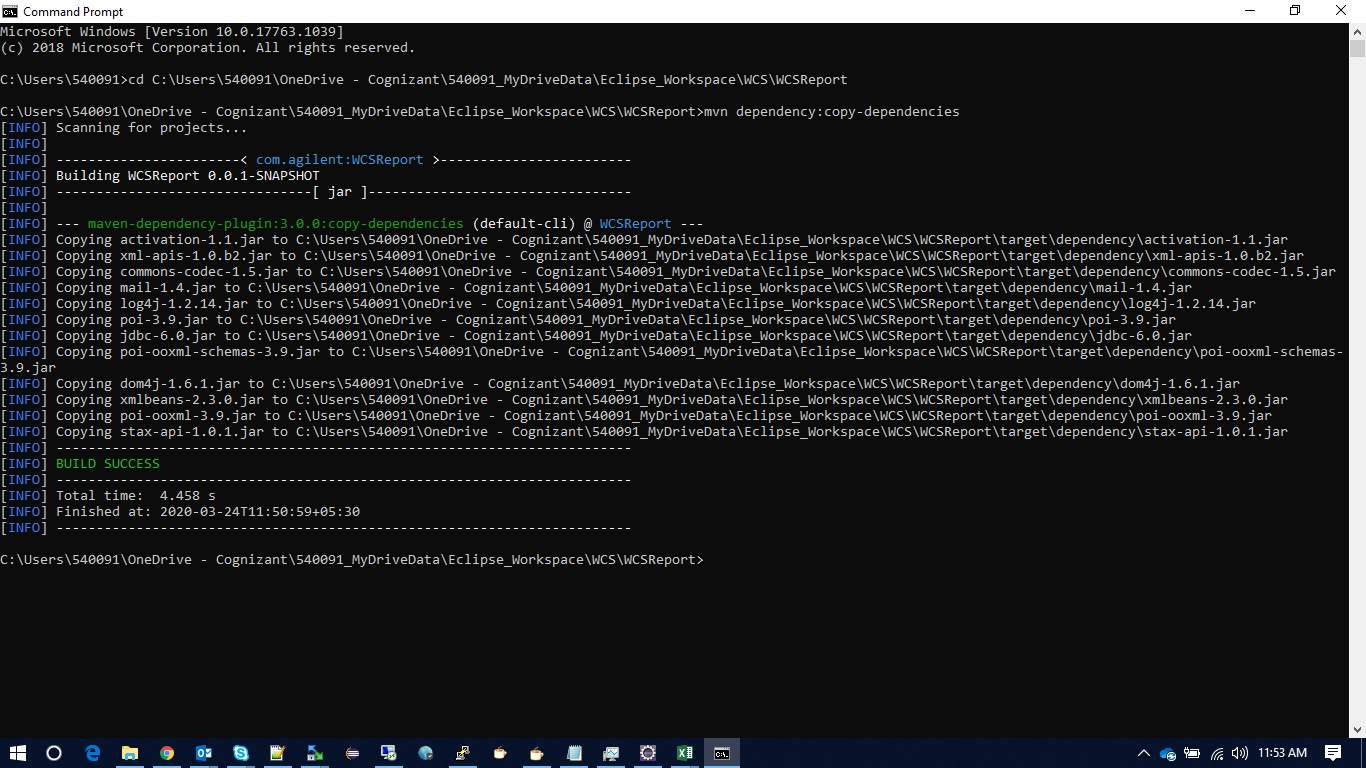 Command Prompt
Microsoft Windows [Version 10.0.17763.1039]
(c) 2018 Microsoft Corporation. All rights reserved.
C:\Users\540091>cd C:\Users\540091\OneDrive - Cognizant\540091_MyDriveData\Eclipse_Workspace\WCS\WCSReport
C:\Users\540091\OneDrive - Cognizant\540091_MyDriveData\Eclipse_Workspace\WCS\WCSReport>mvn dependency:copy-dependencies
[INFO] Scanning for projects...
[INFO]
[INFO] -----------------------< com.agilent:WCSReport >------------------------
[INFO] Building WCSReport 0.0.1-SNAPSHOT
[INFO] --------------------------------[ jar ]---------------------------------
[INFO]
[INFO] --- maven-dependency-plugin:3.0.0:copy-dependencies (default-cli) @ WCSReport ---
[INFO] Copying activation-1.1.jar to C:\Users\540091\OneDrive - Cognizant\540091_MyDriveData\Eclipse_Workspace\WCS\WCSReport\target\dependency\activation-1.1.jar
[INFO] Copying xml-apis-1.0.b2.jar to C:\Users\540091\OneDrive - Cognizant\540091_MyDriveData\Eclipse_Workspace\WCS\WCSReport\target\dependency\xml-apis-1.0.b2.jar
[INFO] Copying commons-codec-1.5.jar to C:\Users\540091\OneDrive - Cognizant\540091_MyDriveData\Eclipse_Workspace\WCS\WCSReport\target\dependency\commons-codec-1.5.jar
[INFO] Copying mail-1.4.jar to C:\Users\540091\OneDrive - Cognizant\540091_MyDriveData\Eclipse_Workspace\WCS\WCSReport\target\dependency\mail-1.4.jar
[INFO] Copying log4j-1.2.14.jar to C:\Users\540091\OneDrive - Cognizant\540091_MyDriveData\Eclipse_Workspace\WCS\WCSReport\target\dependency\log4j-1.2.14.jar
[INFO] Copying poi-3.9.jar to C:\Users\540091\OneDrive - Cognizant\540091_MyDriveData\Eclipse_Workspace\WCS\WCSReport\target\dependency\poi-3.9.jar
[INFO] Copying jdbc-6.0.jar to C:\Users\540091\OneDrive - Cognizant\540091_MyDriveData\Eclipse_Workspace\WCS\WCSReport\target\dependency\jdbc-6.0.jar
[INFO] Copying poi-ooxml-schemas-3.9.jar to C:\Users\540091\OneDrive - Cognizant\540091_MyDriveData\Eclipse_Workspace\WCS\WCSReport\target\dependency\poi-ooxml-schemas-
3.9.jar
[INFO] Copying dom4j-1.6.1.jar to C:\Users\540091\OneDrive - Cognizant\540091_MyDriveData\Eclipse_Workspace\WCS\WCSReport\target\dependency\dom4j-1.6.1.jar
[INFO] Copying xmlbeans-2.3.0.jar to C:\Users\540091\OneDrive - Cognizant\540091_MyDriveData\Eclipse_Workspace\WCS\WCSReport\target\dependency\xmlbeans-2.3.0.jar
[INFO] Copying poi-ooxml-3.9.jar to C:\Users\540091\OneDrive - Cognizant\540091_MyDriveData\Eclipse_Workspace\WCS\WCSReport\target\dependency\poi-ooxml-3.9.jar
[INFO] Copying stax-api-1.0.1.jar to C:\Users\540091\OneDrive - Cognizant\540091_MyDriveData\Eclipse_Workspace\WCS\WCSReport\target\dependency\stax-api-1.0.1.jar
[INFO] ------------------------------------------------------------------------
[INFO] BUILD SUCCESS
[INFO] ------------------------------------------------------------------------
[INFO] Total time:  4.458 s
[INFO] Finished at: 2020-03-24T11:50:59+05:30
[INFO] ------------------------------------------------------------------------
C:\Users\540091\OneDrive - Cognizant\540091_MyDriveData\Eclipse_Workspace\WCS\WCSReport>
11:53 AM